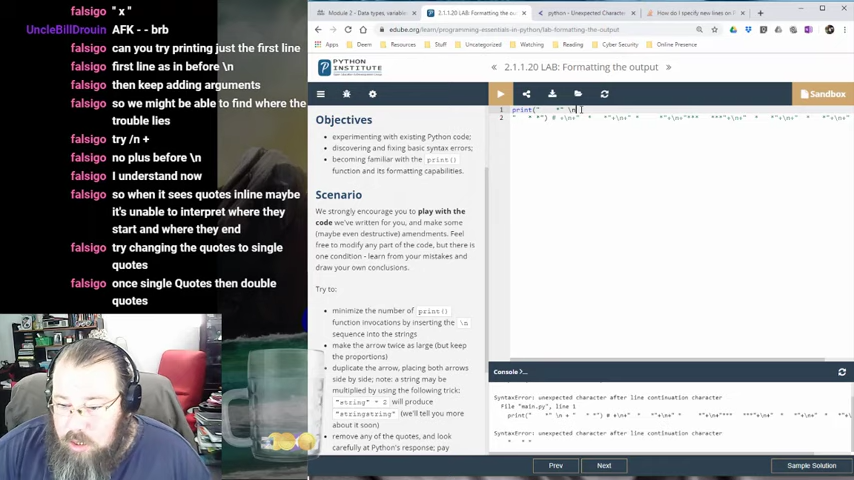 falsigo " x "
UncleBillDrouin AFK - brb
falsigo can you try printing just the first line
falsigo first line as in before \n
falsigo then keep adding arguments
falsigo so we might be able to find where the trouble lies
falsigo try /n +
falsigo no plus before \n
falsigo I understand now
falsigo so when it sees quotes inline maybe it's unable to interpret where they start and where they end
falsigo try changing the quotes to single quotes
falsigo once single Quotes then double quotes
Module 2 - Data types, variables
2.1.1.20 LAB: Formatting the ou
python - Unexpected Character
How do I specify new lines on P
edube.org/learn/programming-essentials-in-python/lab-formatting-the-output
Apps Deem Resources Stuff Uncategorized Watching Reading Cyber Security Online Presence
PYTHON INSTITUTE
2.1.1.20 LAB: Formatting the output
Sandbox
Objectives
experimenting with existing Python code;
discovering and fixing basic syntax errors;
becoming familiar with the print()
function and its formatting capabilities.
Scenario
We strongly encourage you to play with the
code we've written for you, and make some
(maybe even destructive) amendments. Feel
free to modify any part of the code, but there is
one condition - learn from your mistakes and
draw your own conclusions.
Try to:
minimize the number of print()
function invocations by inserting the \n
sequence into the strings
make the arrow twice as large (but keep
the proportions)
duplicate the arrow, placing both arrows
side by side; note: a string may be
multiplied by using the following trick:
"string" * 2 will produce
"stringstring" (we'll tell you more
about it soon)
remove any of the quotes, and look
carefully at Python's response; pay
1 print("    *" \n
2 "   * *") # +\n+"  *   *"+\n+" *     *"+\n+"***   ***"+\n+"  *   *"+\n+"  *   *"+\n+"
Console >...
SyntaxError: unexpected character after line continuation character
File "main.py", line 1
print("    *" \n + "   * *") # +\n+"  *   *"+\n+" *     *"+\n+"***   ***"+\n+"  *   *"+\n+"  *   *"+\n+"
SyntaxError: unexpected character after line continuation character
Prev
Next
Sample Solution